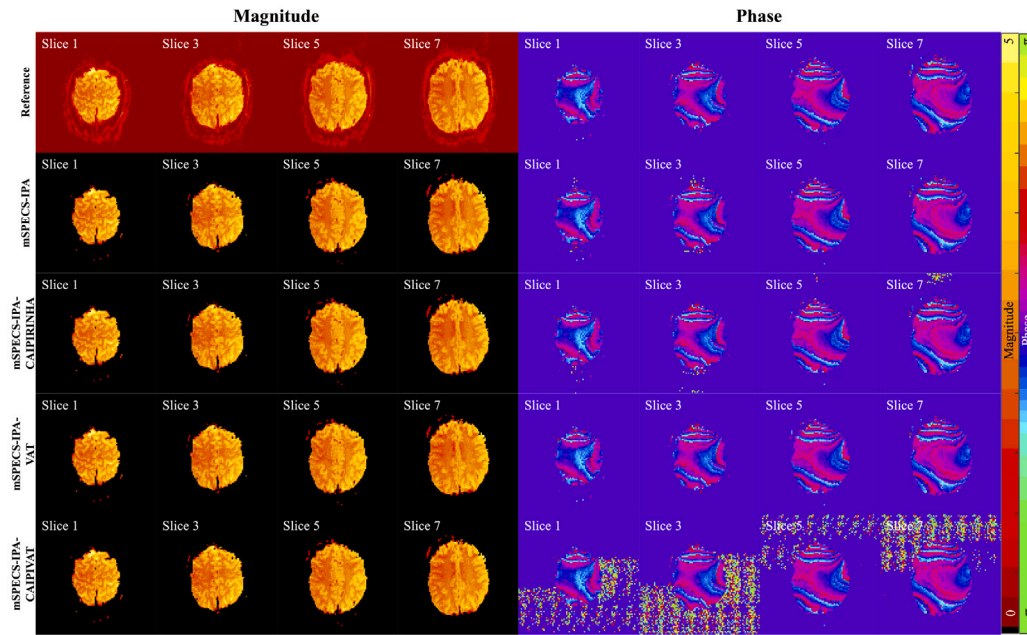 Magnitude
Phase
Reference
Slice 1
Slice 3
Slice 5
Slice 7
Slice 1
Slice 3
Slice 5
Slice 7
mSPECS-IPA
Slice 1
Slice 3
Slice 5
Slice 7
Slice 1
Slice 3
Slice 5
Slice 7
mSPECS-IPA-
CAIPIRINHA
Slice 1
Slice 3
Slice 5
Slice 7
Slice 1
Slice 3
Slice 5
Slice 7
mSPECS-IPA-
VAT
Slice 1
Slice 3
Slice 5
Slice 7
Slice 1
Slice 3
Slice 5
Slice 7
mSPECS-IPA-
CAIPIVAT
Slice 1
Slice 3
Slice 5
Slice 7
Slice 1
Slice 3
Slice 5
Slice 7
5
Magnitude
0
Phase